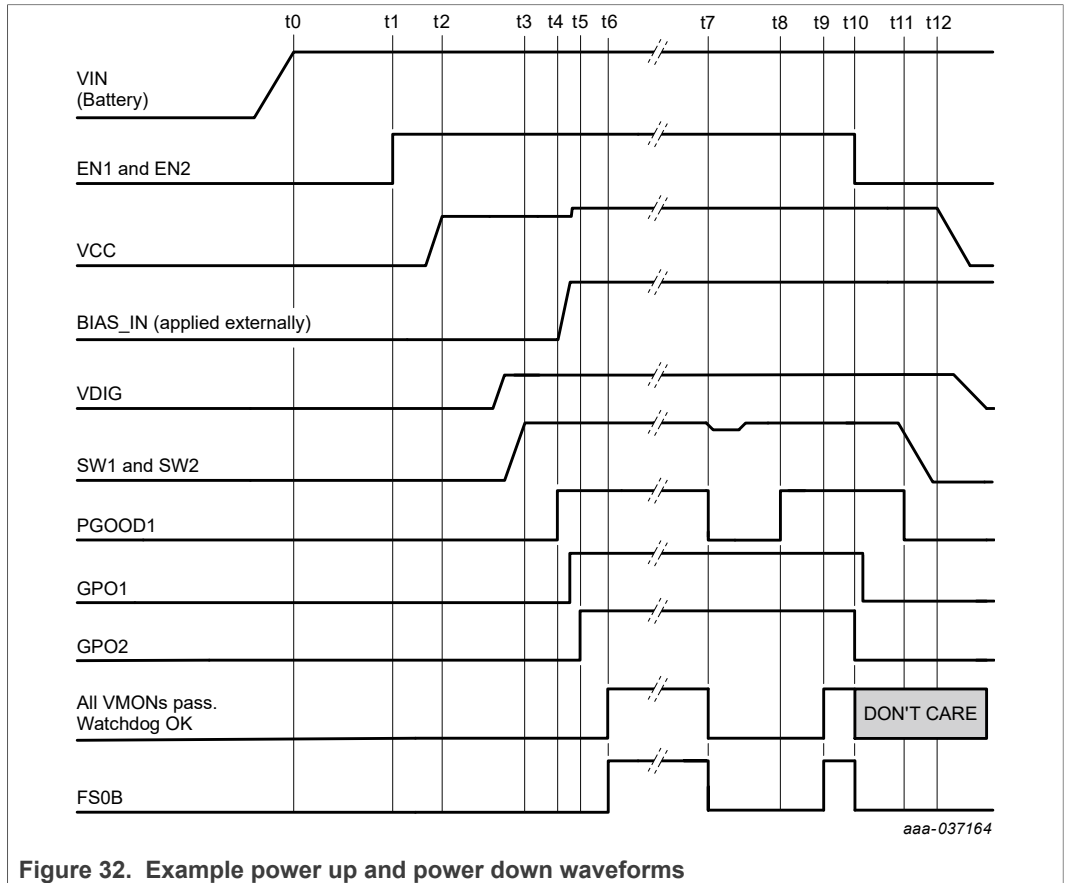 t0 t1 t2 t3 t4 t5 t6 t7 t8 t9 t10 t11 t12
VIN
(Battery)
EN1 and EN2
VCC
BIAS_IN (applied externally)
VDIG
SW1 and SW2
PGOOD1
GPO1
GPO2
All VMONs pass.
Watchdog OK
DON'T CARE
FS0B
aaa-037164
Figure 32. Example power up and power down waveforms